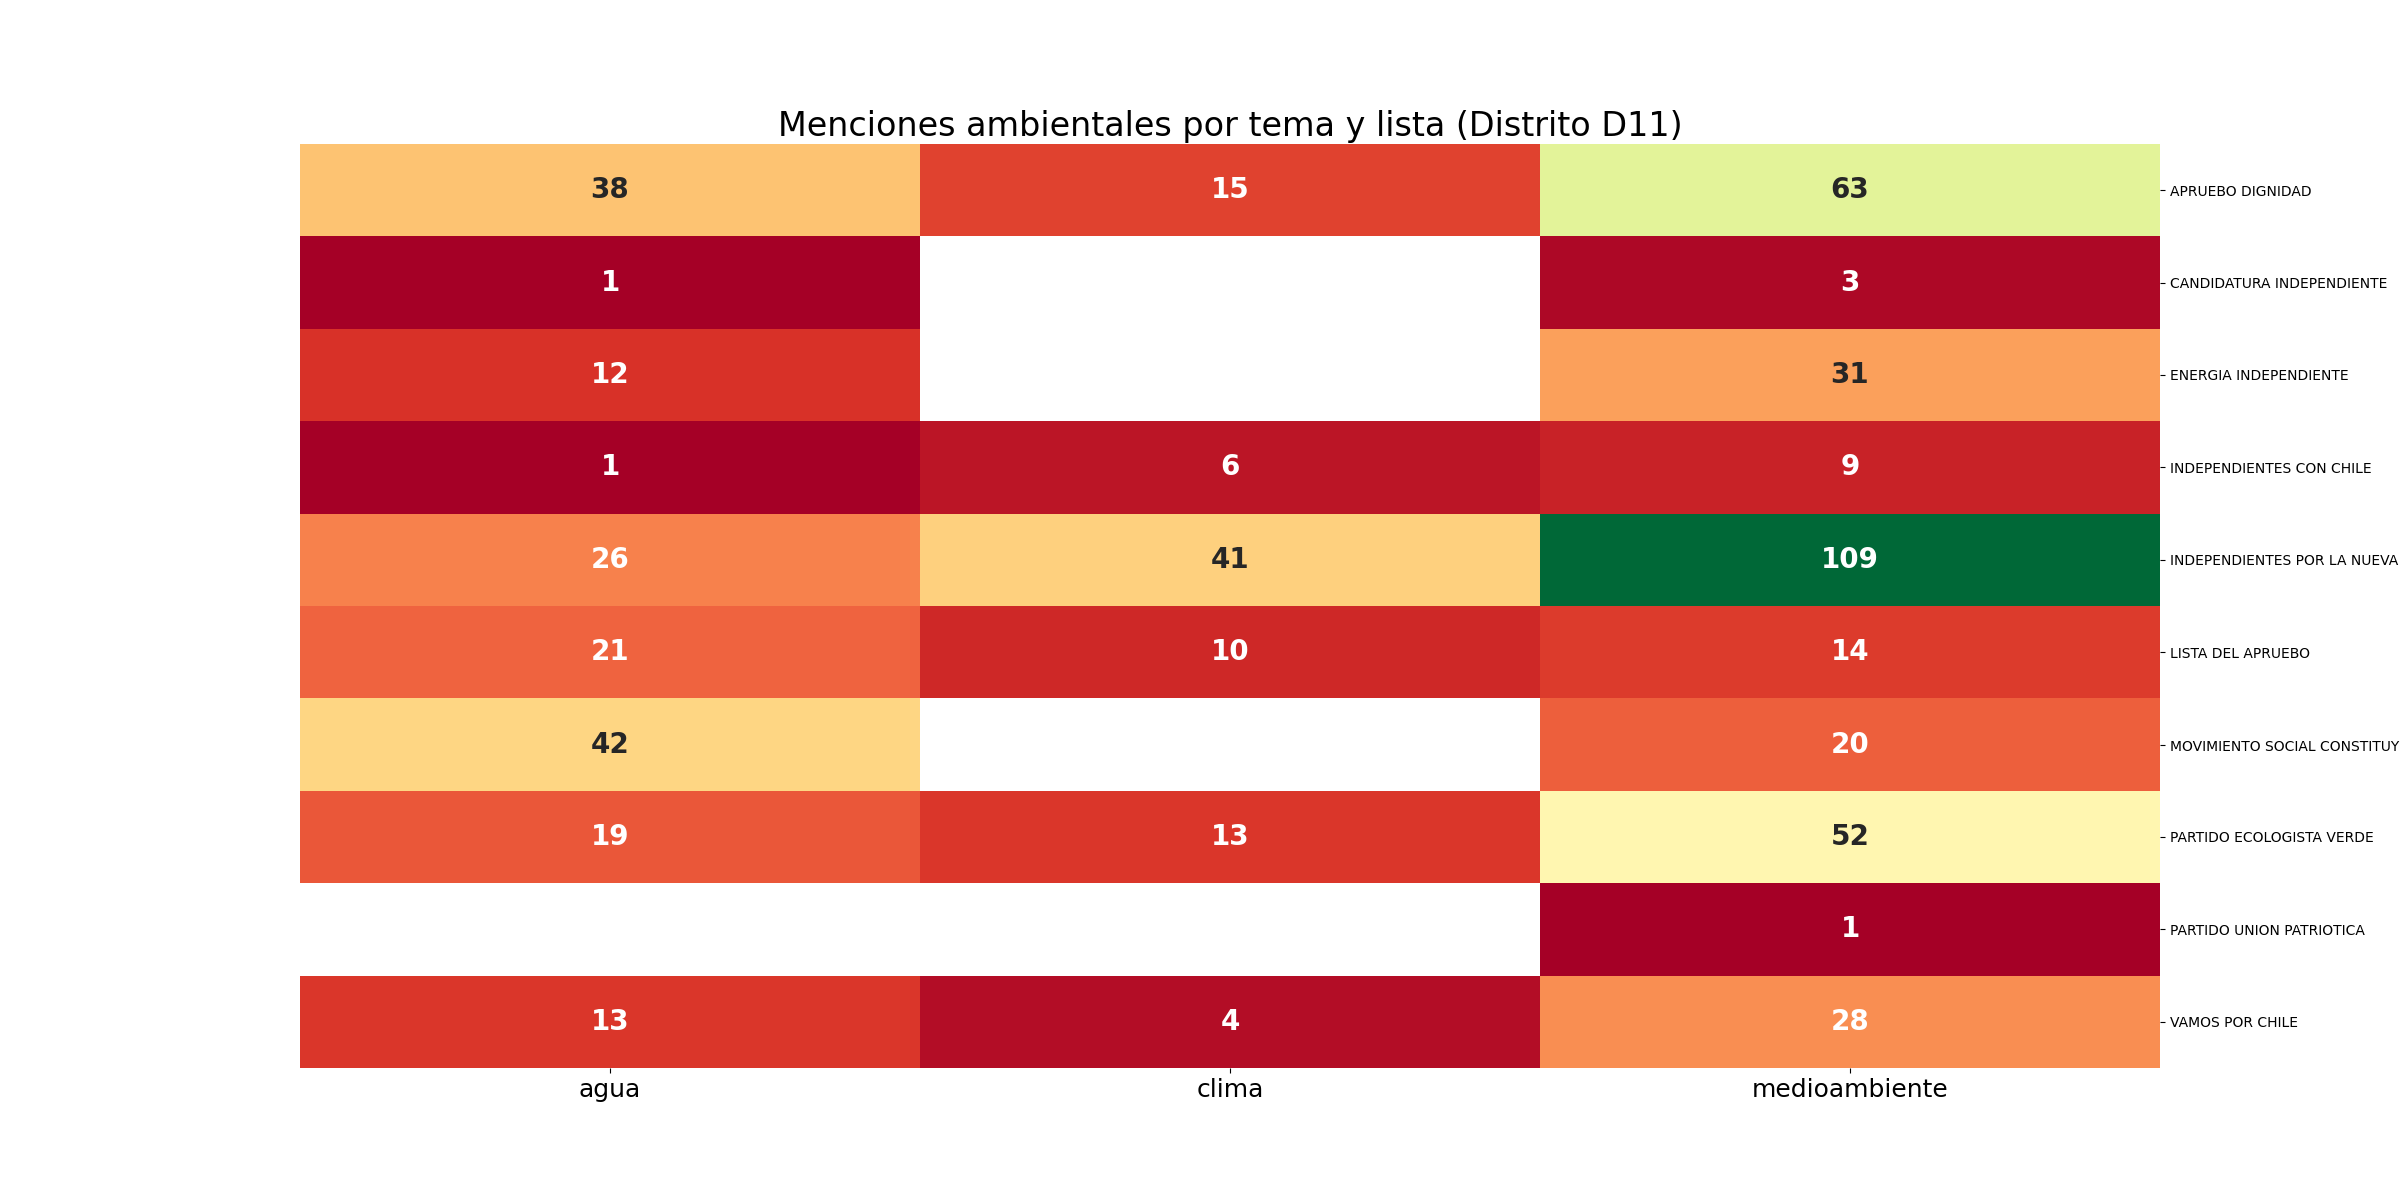 Menciones ambientales por tema y lista (Distrito D11)
38 15 63 APRUEBO DIGNIDAD
1 3 CANDIDATURA INDEPENDIENTE
12 31 ENERGIA INDEPENDIENTE
1 6 9 INDEPENDIENTES CON CHILE
26 41 109 INDEPENDIENTES POR LA NUEVA
21 10 14 LISTA DEL APRUEBO
42 20 MOVIMIENTO SOCIAL CONSTITUY
19 13 52 PARTIDO ECOLOGISTA VERDE
1 PARTIDO UNION PATRIOTICA
13 4 28 VAMOS POR CHILE
agua clima medioambiente